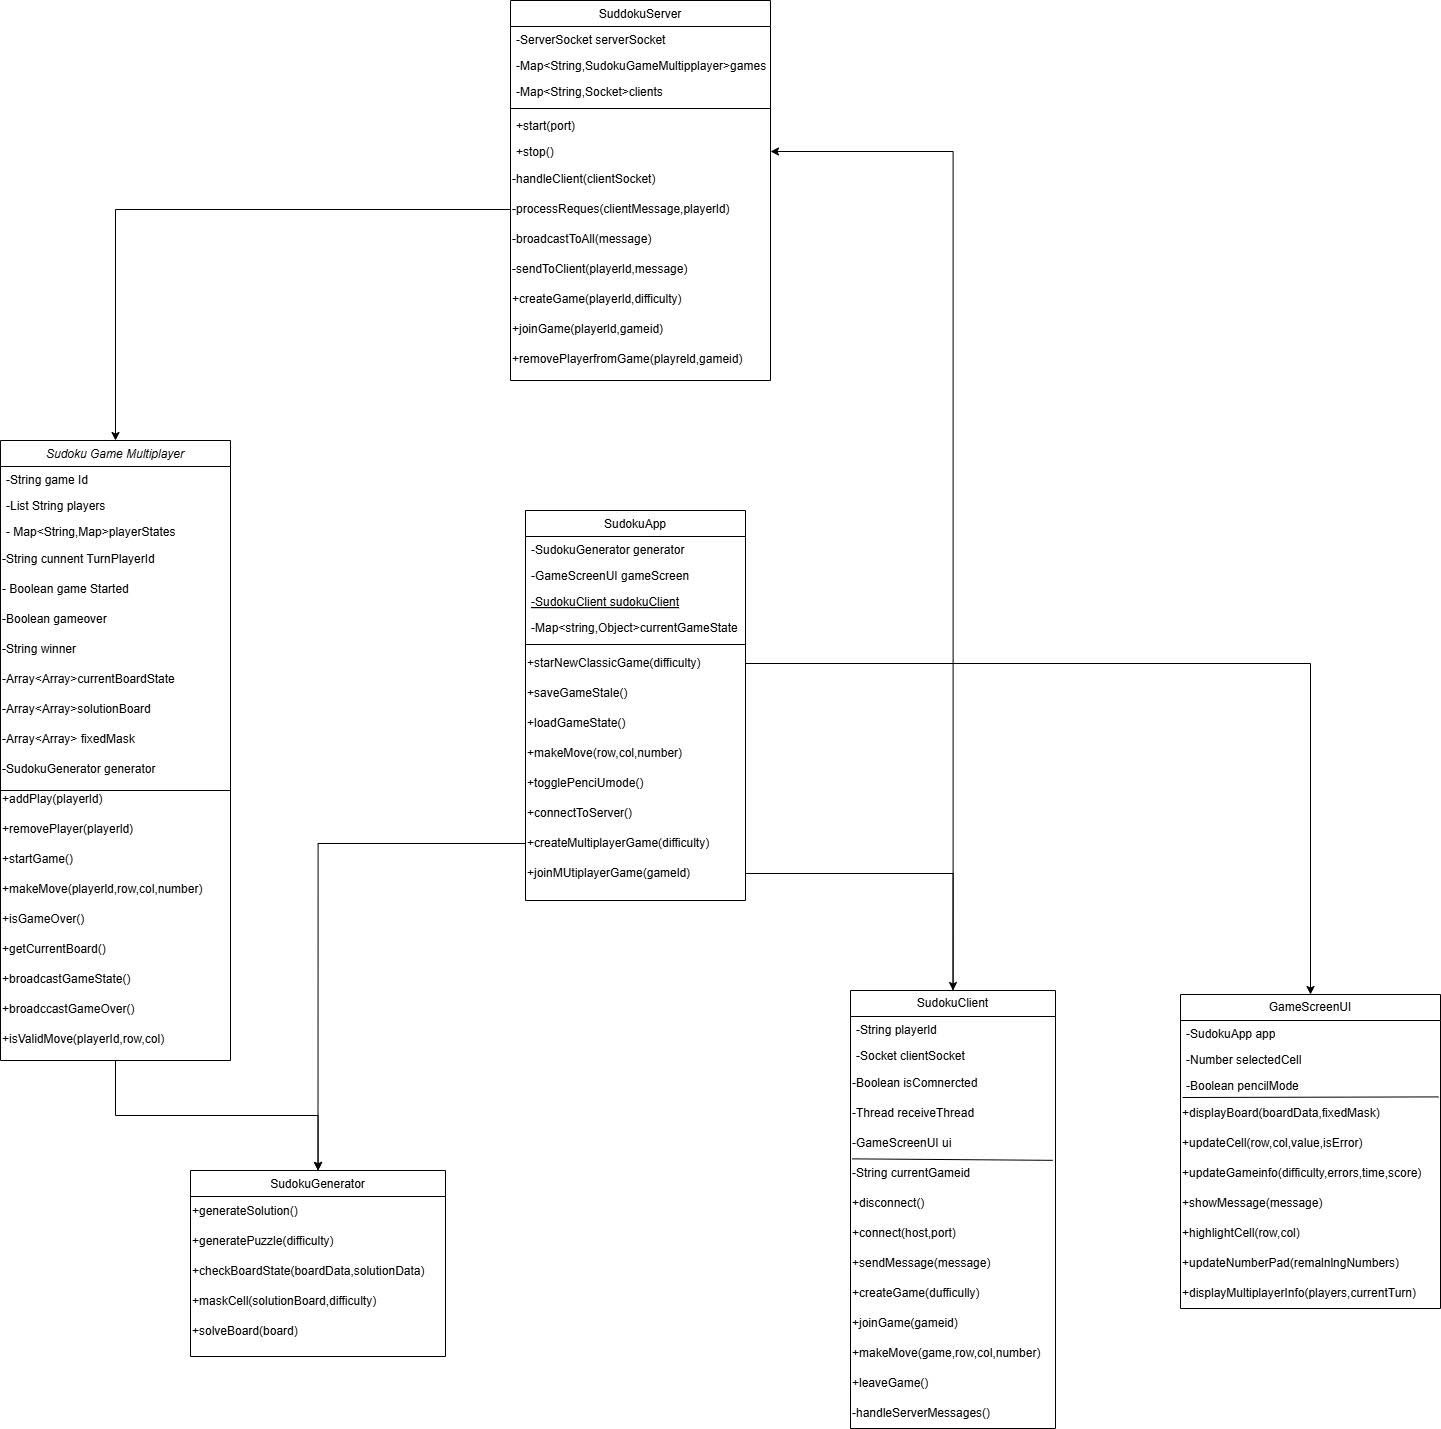 SuddokuServer
-ServerSocket serverSocket
-Map<String,SudokuGameMultipplayer>games
-Map<String,Socket>clients
+start(port)
+stop()
-handleClient(clientSocket)
-processReques(clientMessage,playerId)
-broadcastToAll(message)
-sendToClient(playerId,message)
+createGame(playerId,difficulty)
+joinGame(playerId,gameid)
+removePlayerfromGame(playreId,gameid)
Sudoku Game Multiplayer
-String game Id
-List String players
- Map<String,Map>playerStates
-String cunnent TurnPlayerId
- Boolean game Started
-Boolean gameover
-String winner
-Array<Array>currentBoardState
-Array<Array>solutionBoard
-Array<Array> fixedMask
-SudokuGenerator generator
+addPlay(playerId)
+removePlayer(playerId)
+startGame()
+makeMove(playerId,row,col,number)
+isGameOver()
+getCurrentBoard()
+broadcastGameState()
+broadccastGameOver()
+isValidMove(playerId,row,col)
SudokuApp
-SudokuGenerator generator
-GameScreenUI gameScreen
-SudokuClient sudokuClient
-Map<string,Object>currentGameState
+starNewClassicGame(difficulty)
+saveGameStale()
+loadGameState()
+makeMove(row,col,number)
+togglePenciUmode()
+connectToServer()
+createMultiplayerGame(difficulty)
+joinMUtiplayerGame(gameId)
SudokuGenerator
+generateSolution()
+generatePuzzle(difficulty)
+checkBoardState(boardData,solutionData)
+maskCell(solutionBoard,difficulty)
+solveBoard(board)
SudokuClient
-String playerId
-Socket clientSocket
-Boolean isComnercted
-Thread receiveThread
-GameScreenUI ui
-String currentGameid
+disconnect()
+connect(host,port)
+sendMessage(message)
+createGame(dufficully)
+joinGame(gameid)
+makeMove(game,row,col,number)
+leaveGame()
-handleServerMessages()
GameScreenUI
-SudokuApp app
-Number selectedCell
-Boolean pencilMode
+displayBoard(boardData,fixedMask)
+updateCell(row,col,value,isError)
+updateGameinfo(difficulty,errors,time,score)
+showMessage(message)
+highlightCell(row,col)
+updateNumberPad(remalnlngNumbers)
+displayMultiplayerInfo(players,currentTurn)